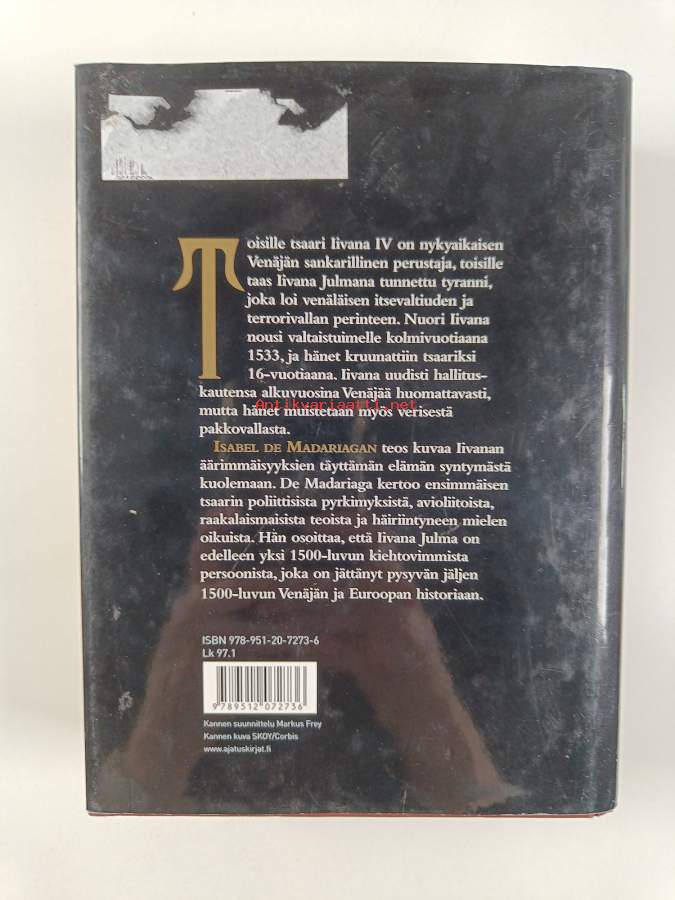 Toisille tsaari Iivana IV on nykyaikaisen
Venäjän sankarillinen perustaja, toisille
taas Iivana Julmana tunnettu tyranni,
joka loi venäläisen itsevaltiuden ja
terrorivallan perinteen. Nuori Iivana
nousi valtaistuimelle kolmivuotiaana
1533, ja hänet kruunattiin tsaariksi
16-vuotiaana. Iivana uudisti hallitus-
kautensa alkuvuosina Venäjää huomattavasti,
Antikvariaatti.net
mutta hänet muistetaan myös verisestä
pakkovallasta.
ISABEL DE MADARIAGAN teos kuvaa Iivanan
äärimmäisyyksien täyttämän elämän syntymästä
kuolemaan. De Madariaga kertoo ensimmäisen
tsaarin poliittisista pyrkimyksistä, avioliitoista,
raakalaismaisista teoista ja häiriintyneen mielen
oikuista. Hän osoittaa, että Iivana Julma on
edelleen yksi 1500-luvun kiehtovimmista
persoonista, joka on jättänyt pysyvän jäljen
1500-luvun Venäjän ja Euroopan historiaan.
ISBN 978-951-20-7273-6
Lk 97.1
9789512072736
Kannen suunnittelu Markus Frey
Kannen kuva SKOY/Corbis
www.ajatuskirjat.fi